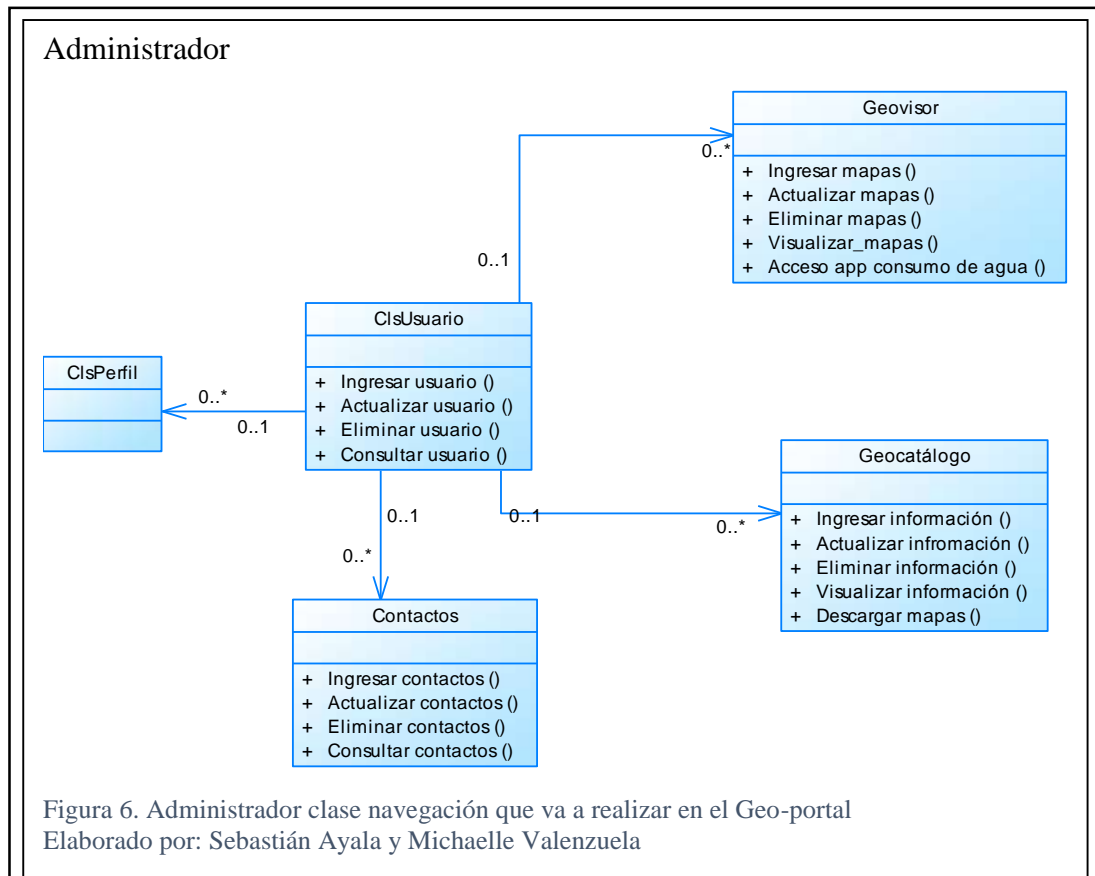 Administrador
Geovisor
0..*
+ Ingresar mapas ()
+ Actualizar mapas ()
+ Eliminar mapas ()
+ Visualizar_mapas ()
+ Acceso app consumo de agua ()
0..1
ClsUsuario
+ Ingresar usuario ()
+ Actualizar usuario ()
+ Eliminar usuario ()
+ Consultar usuario ()
ClsPerfil
0..*
0..1
Geocatálogo
+ Ingresar información ()
+ Actualizar infromación ()
+ Eliminar información ()
+ Visualizar información ()
+ Descargar mapas ()
0..1
0..1
0..*
0..*
Contactos
+ Ingresar contactos ()
+ Actualizar contactos ()
+ Eliminar contactos ()
+ Consultar contactos ()
Figura 6. Administrador clase navegación que va a realizar en el Geo-portal
Elaborado por: Sebastián Ayala y Michaelle Valenzuela